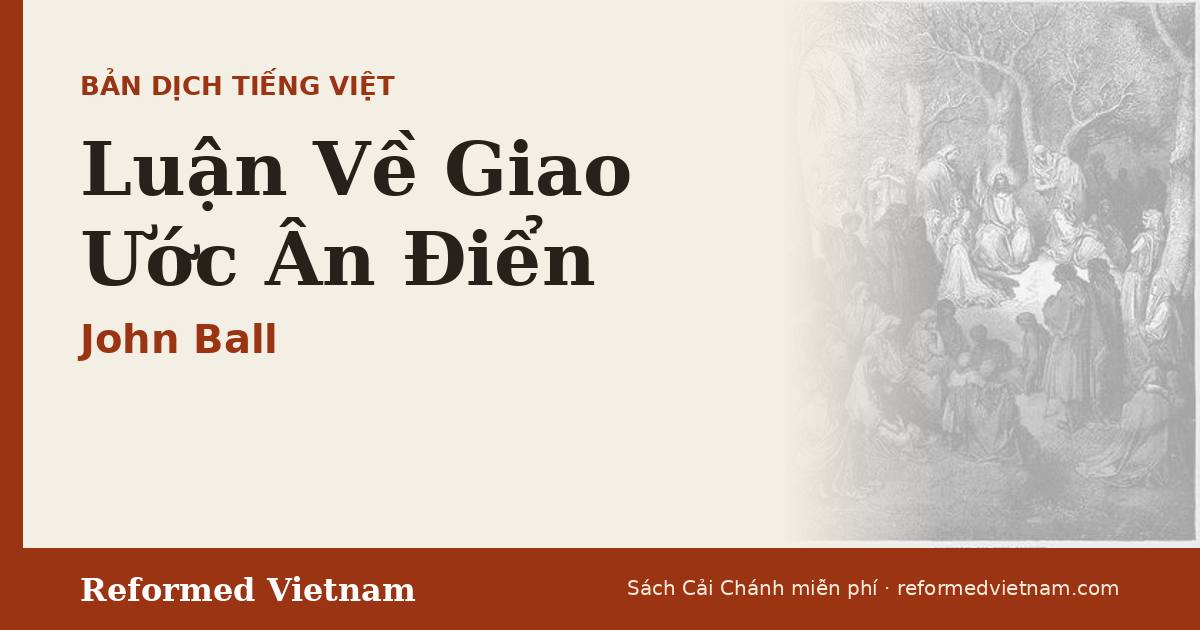 BẢN DỊCH TIẾNG VIỆT
Luận Về Giao
Ước Ân Điển
John Ball
Reformed Vietnam
Sách Cải Chánh miễn phí · reformedvietnam.com